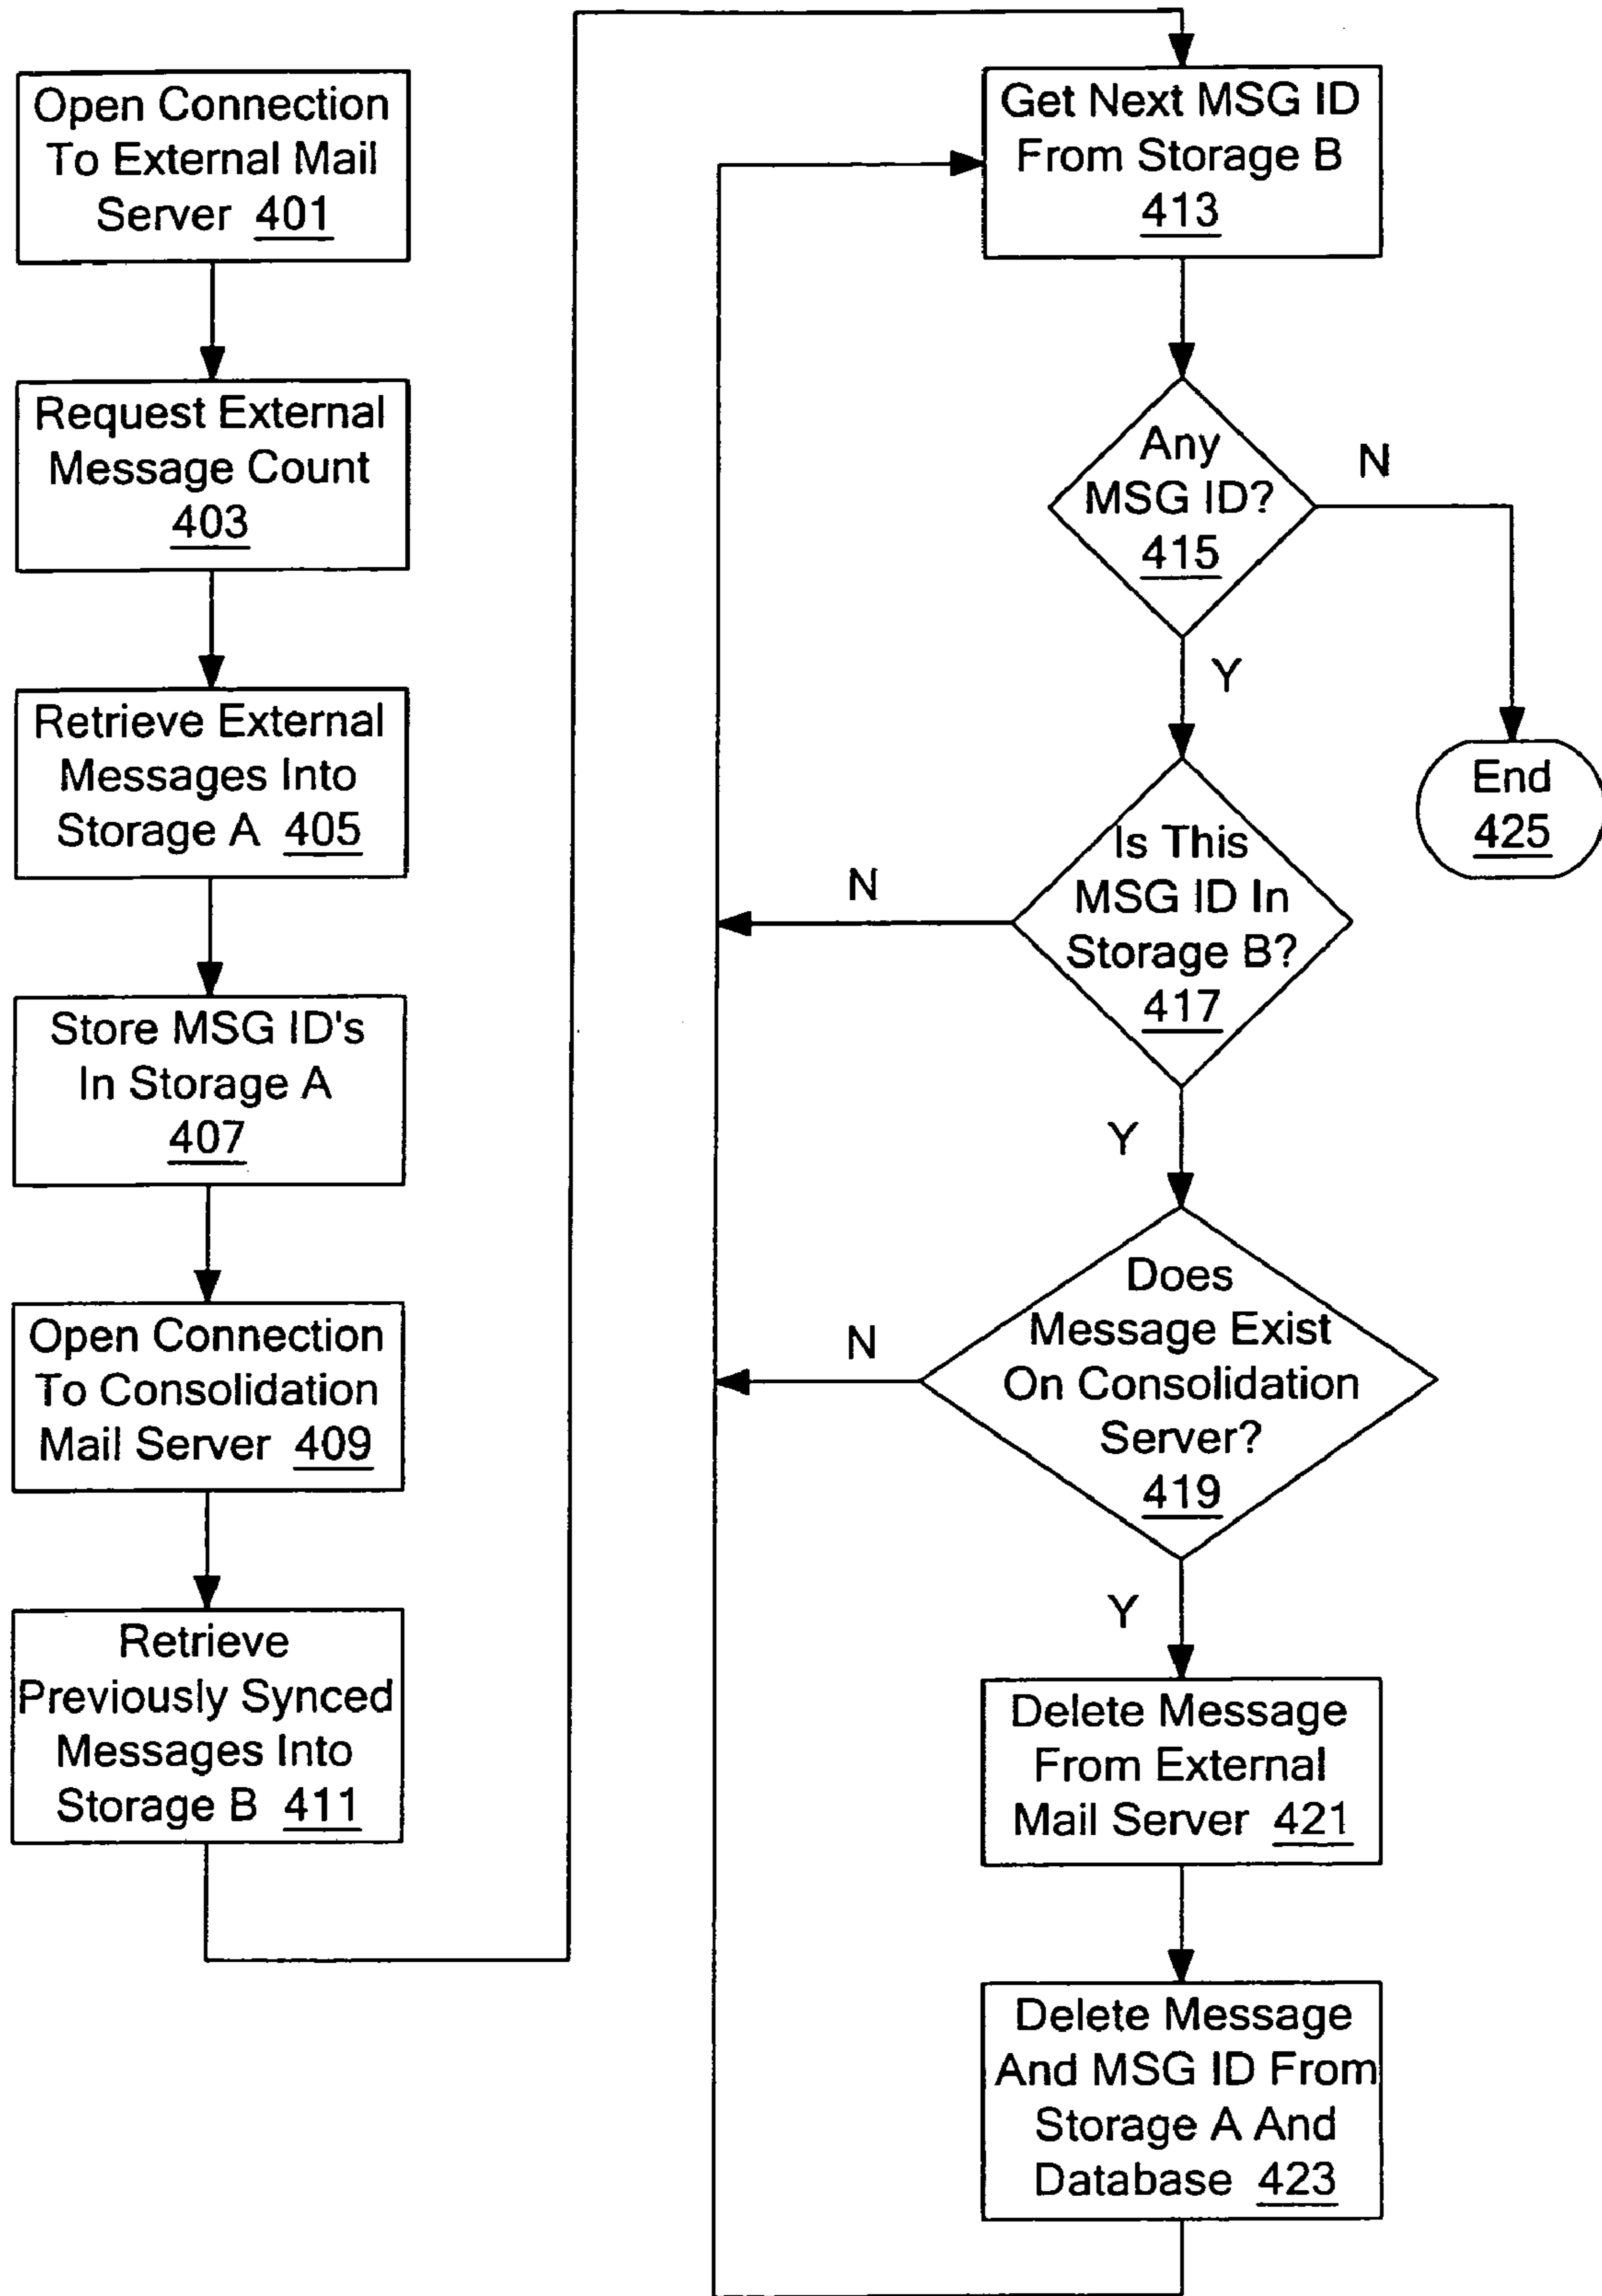 Open Connection
To External Mail
Server 401
Request External
Message Count
403
Retrieve External
Messages Into
Storage A 405
Store MSG ID's
In Storage A
407
Open Connection
To Consolidation
Mail Server 409
Retrieve
Previously Synced
Messages Into
Storage B 411
Get Next MSG ID
From Storage B
413
Any
MSG ID?
415
N
Y
End
425
Is This
MSG ID In
Storage B?
417
N
Y
Does
Message Exist
On Consolidation
Server?
419
N
Y
Delete Message
From External
Mail Server 421
Delete Message
And MSG ID From
Storage A And
Database 423